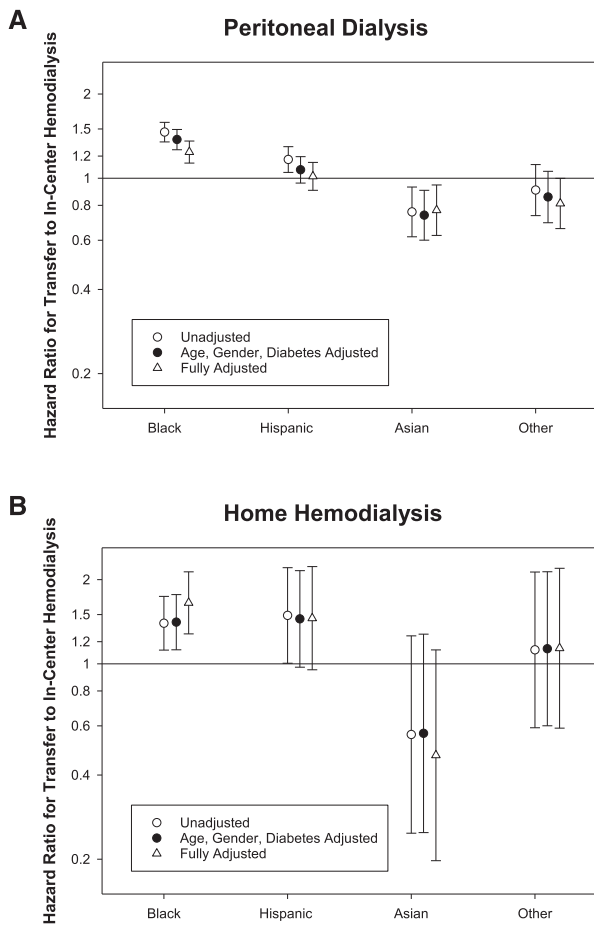 A
Peritoneal Dialysis
Hazard Ratio for Transfer to In-Center Hemodialysis
2
1.5
1.2
1
0.8
0.6
0.4
0.2
Unadjusted
Age, Gender, Diabetes Adjusted
Fully Adjusted
Black Hispanic Asian Other
B
Home Hemodialysis
Hazard Ratio for Transfer to In-Center Hemodialysis
2
1.5
1.2
1
0.8
0.6
0.4
0.2
Unadjusted
Age, Gender, Diabetes Adjusted
Fully Adjusted
Black Hispanic Asian Other